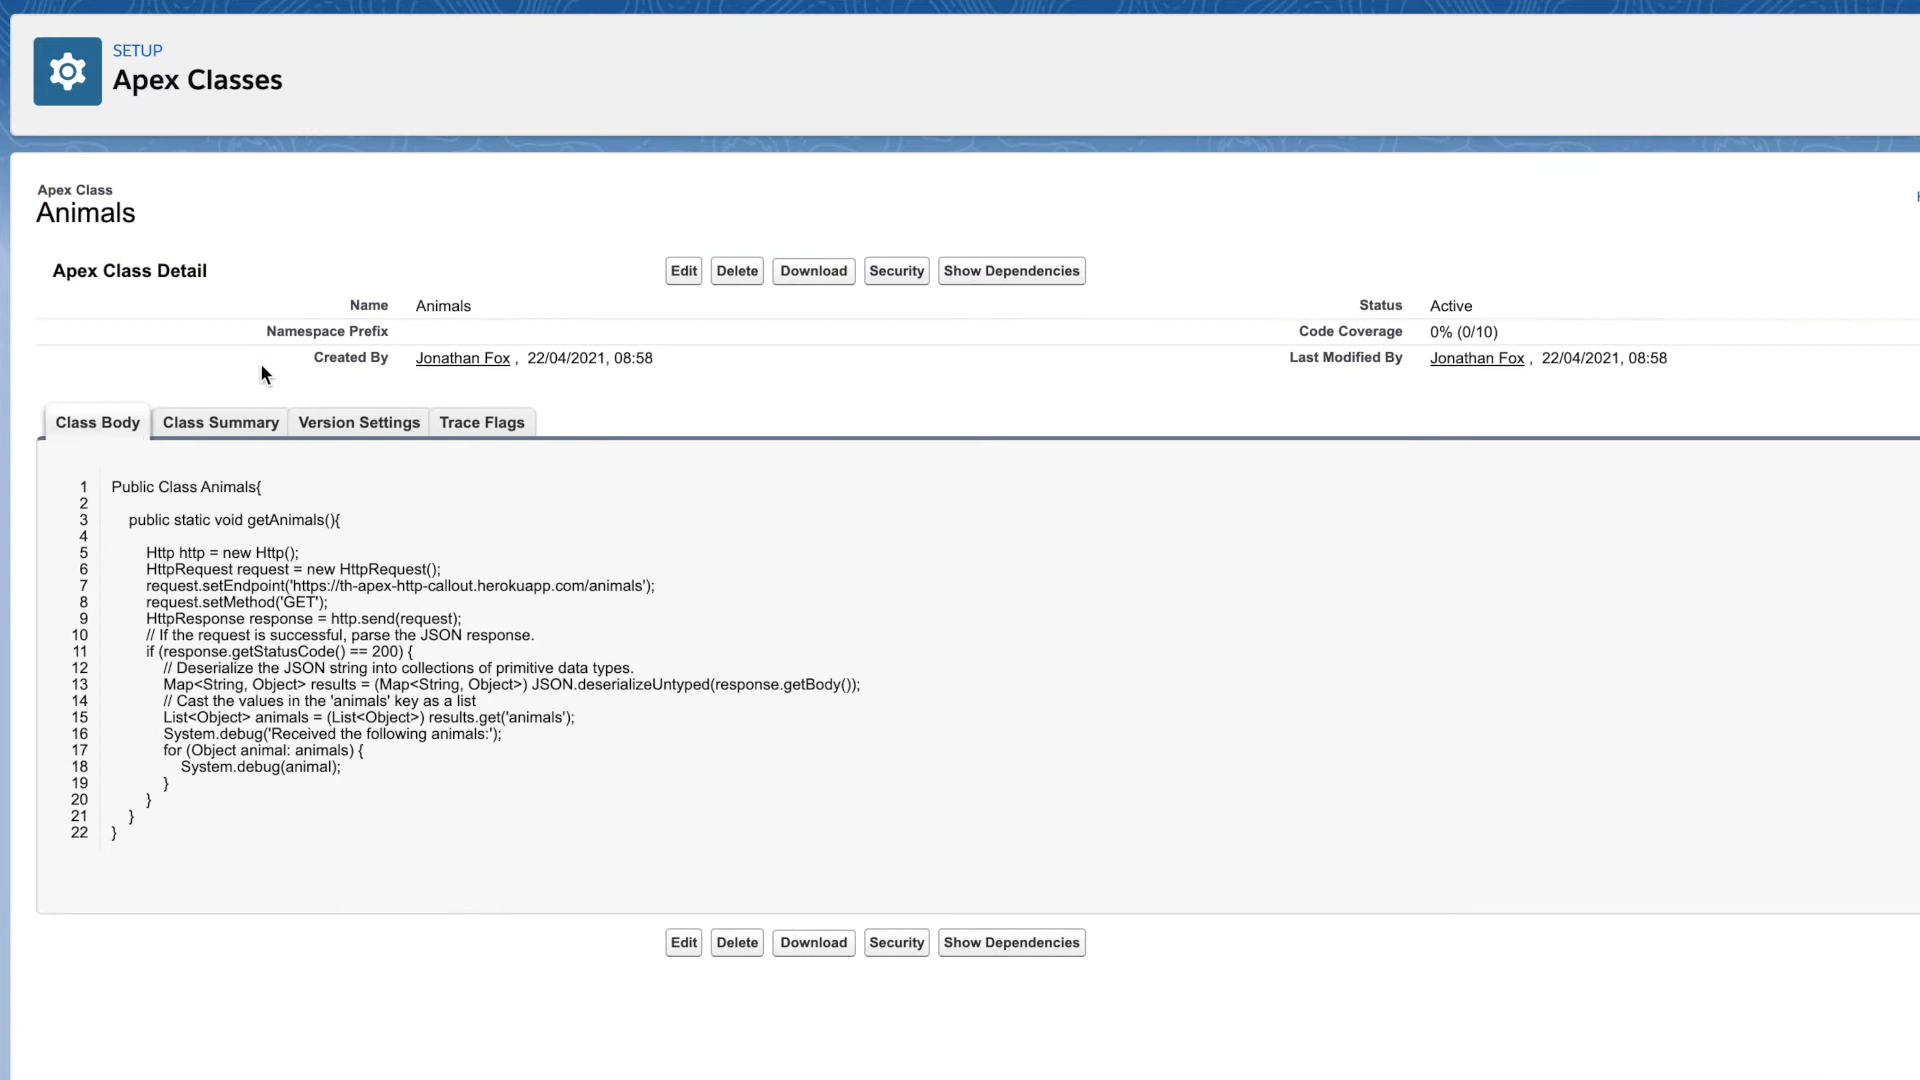 SETUP
Apex Classes
Apex Class
Animals
Apex Class Detail
Edit Delete Download Security Show Dependencies
Name Animals Status Active
Namespace Prefix Code Coverage 0% (0/10)
Created By Jonathan Fox , 22/04/2021, 08:58 Last Modified By Jonathan Fox , 22/04/2021, 08:58
Class Body Class Summary Version Settings Trace Flags
1 Public Class Animals{
2
3 public static void getAnimals(){
4
5 Http http = new Http();
6 HttpRequest request = new HttpRequest();
7 request.setEndpoint('https://th-apex-http-callout.herokuapp.com/animals');
8 request.setMethod('GET');
9 HttpResponse response = http.send(request);
10 // If the request is successful, parse the JSON response.
11 if (response.getStatusCode() == 200) {
12 // Deserialize the JSON string into collections of primitive data types.
13 Map<String, Object> results = (Map<String, Object>) JSON.deserializeUntyped(response.getBody());
14 // Cast the values in the 'animals' key as a list
15 List<Object> animals = (List<Object>) results.get('animals');
16 System.debug('Received the following animals:');
17 for (Object animal: animals) {
18 System.debug(animal);
19 }
20 }
21 }
22 }
Edit Delete Download Security Show Dependencies